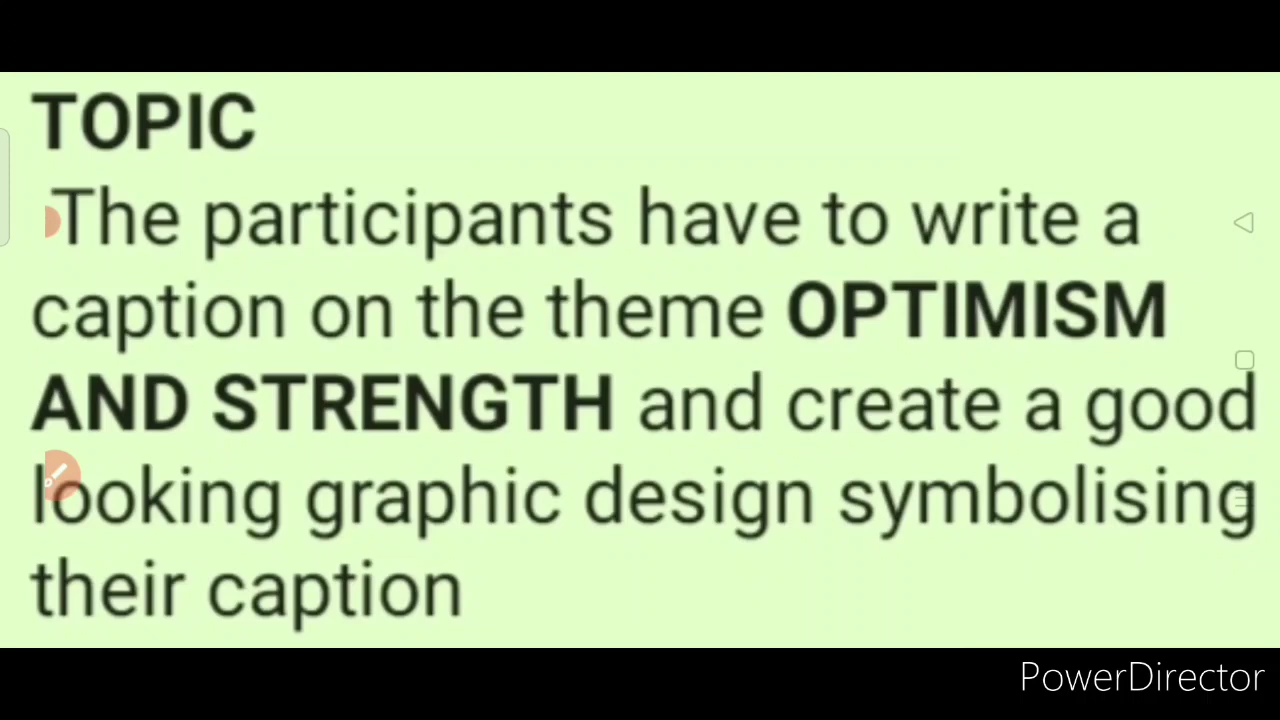 TOPIC
The participants have to write a
caption on the theme OPTIMISM
AND STRENGTH and create a good
looking graphic design symbolising
their caption
PowerDirector